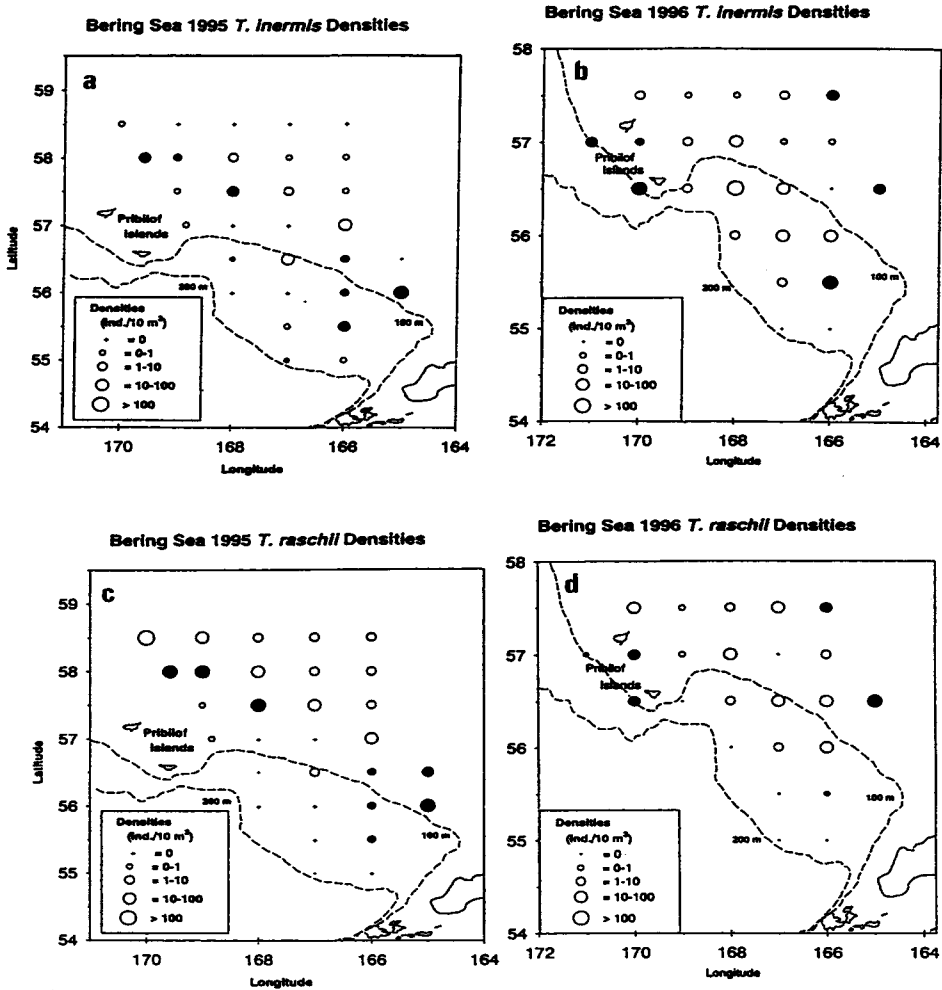 Bering Sea 1995 T. inermis Densities
a
59
58
57
56
55
54
170
168
166
164
Latitude
Longitude
Pribilof
Islands
200 m
100 m
Densities
(ind./10 m²)
= 0
= 0-1
= 1-10
= 10-100
> 100
Bering Sea 1996 T. inermis Densities
b
58
57
56
55
54
172
170
168
166
164
Longitude
Pribilof
Islands
200 m
100 m
Densities
(ind./10 m²)
= 0
= 0-1
= 1-10
= 10-100
> 100
Bering Sea 1995 T. raschii Densities
c
59
58
57
56
55
54
170
168
166
164
Latitude
Longitude
Pribilof
Islands
200 m
100 m
Densities
(ind./10 m²)
= 0
= 0-1
= 1-10
= 10-100
> 100
Bering Sea 1996 T. raschii Densities
d
58
57
56
55
54
172
170
168
166
164
Longitude
Pribilof
Islands
200 m
100 m
Densities
(ind./10 m²)
= 0
= 0-1
= 1-10
= 10-100
> 100